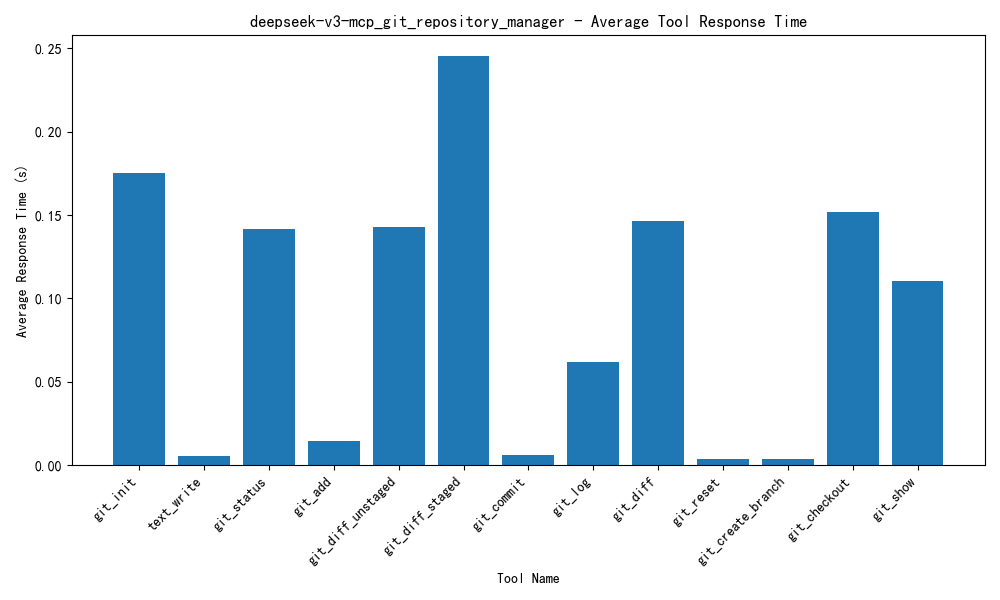 deepseek-v3-mcp_git_repository_manager - Average Tool Response Time
Average Response Time (s)
0.25
0.20
0.15
0.10
0.05
0.00
git_init
text_write
git_status
git_add
git_diff_unstaged
git_diff_staged
git_commit
git_log
git_diff
git_reset
git_create_branch
git_checkout
git_show
Tool Name